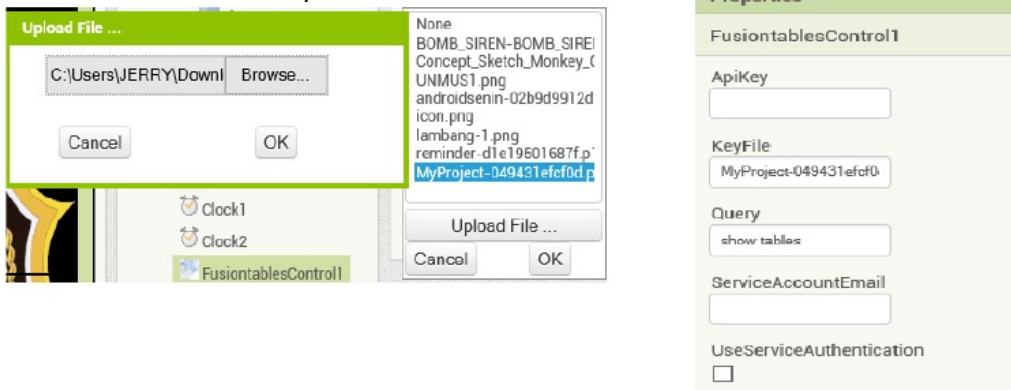 Upload File ...
C:\Users\JERRY\Downl Browse...
Cancel OK
Clock1
Clock2
FusiontablesControl1
None
BOMB_SIREN-BOMB_SIRE
Concept_Sketch_Monkey_
UNMUS1.png
androidsenin-02b9d9912d
icon.png
lambang-1.png
reminder-d1e19501687f.p
MyProject-049431efcf0d.p
Upload File ...
Cancel OK
FusiontablesControl1
ApiKey
KeyFile
MyProject-049431efcf0
Query
show tables
ServiceAccountEmail
UseServiceAuthentication